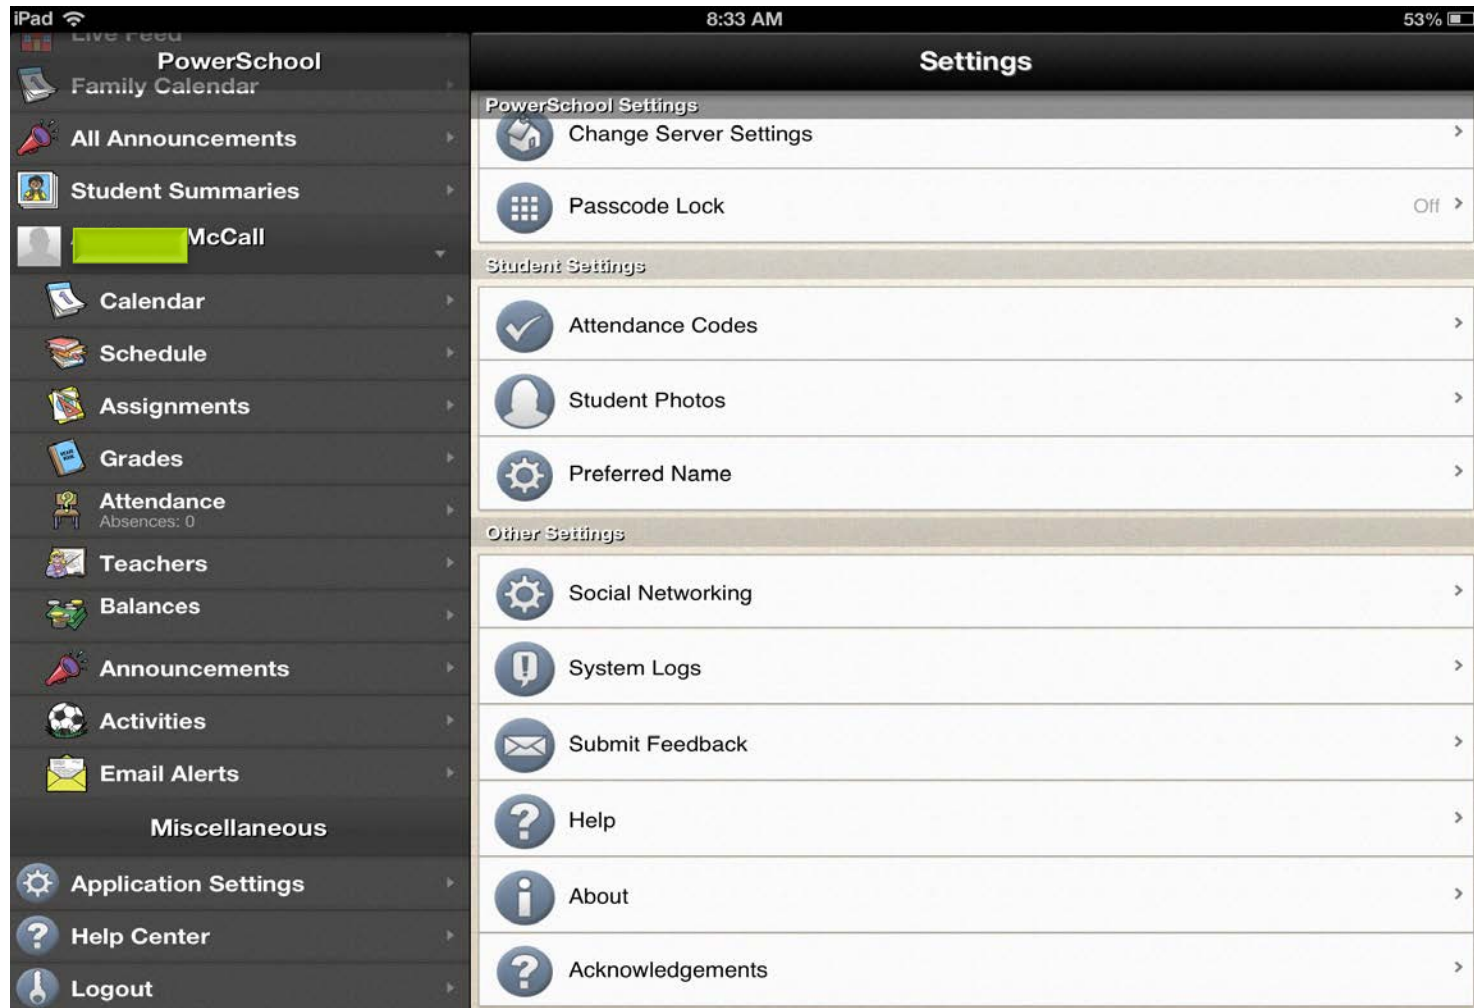 iPad
8:33 AM
53%
Live Feed
PowerSchool
Family Calendar
All Announcements
Student Summaries
McCall
Calendar
Schedule
Assignments
Grades
Attendance
Absences: 0
Teachers
Balances
Announcements
Activities
Email Alerts
Miscellaneous
Application Settings
Help Center
Logout
Settings
PowerSchool Settings
Change Server Settings
Passcode Lock
Off
Student Settings
Attendance Codes
Student Photos
Preferred Name
Other Settings
Social Networking
System Logs
Submit Feedback
Help
About
Acknowledgements